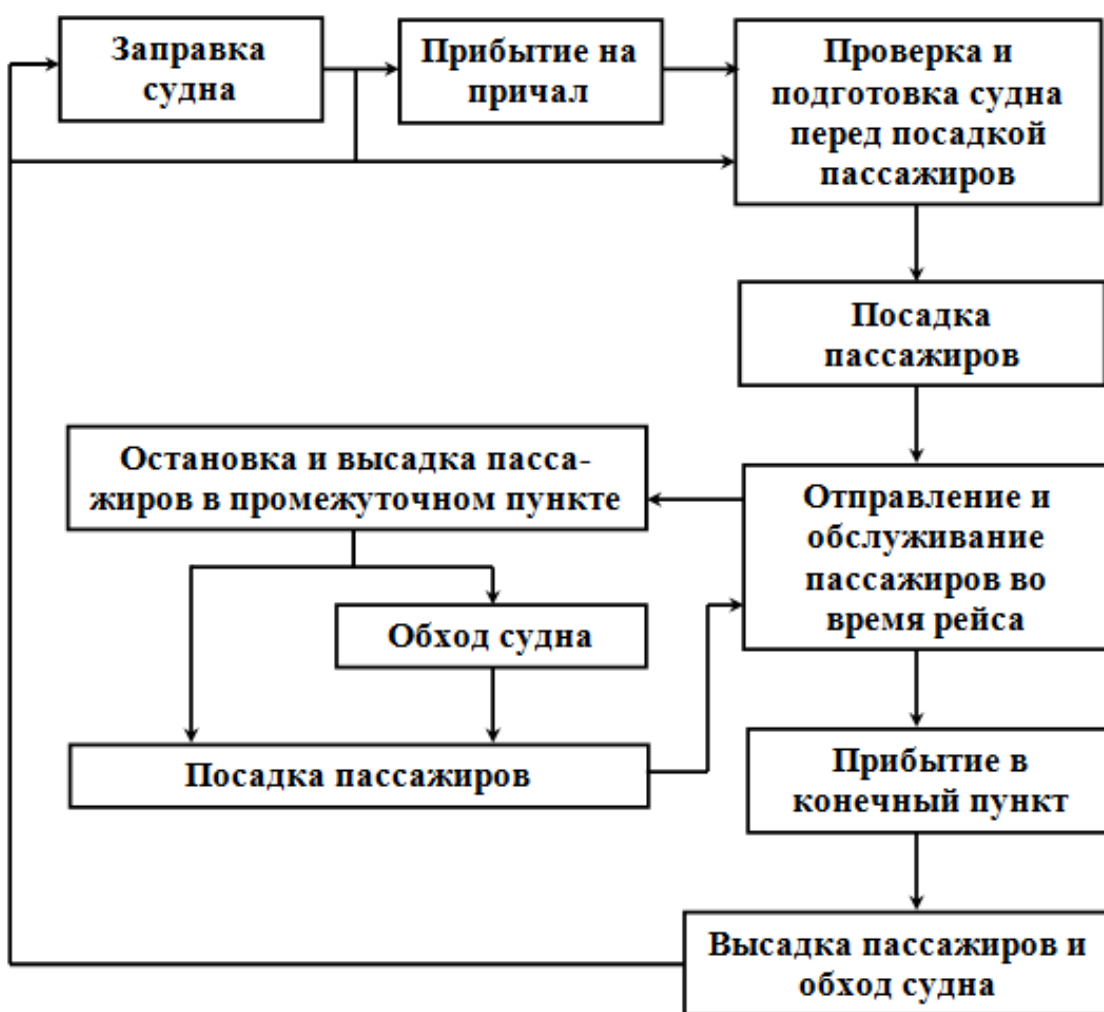 Заправка
судна
Прибытие на
причал
Проверка и
подготовка судна
перед посадкой
пассажиров
Посадка
пассажиров
Остановка и высадка пасса-
жиров в промежуточном пункте
Отправление и
обслуживание
пассажиров во
время рейса
Обход судна
Посадка пассажиров
Прибытие в
конечный пункт
Высадка пассажиров и
обход судна